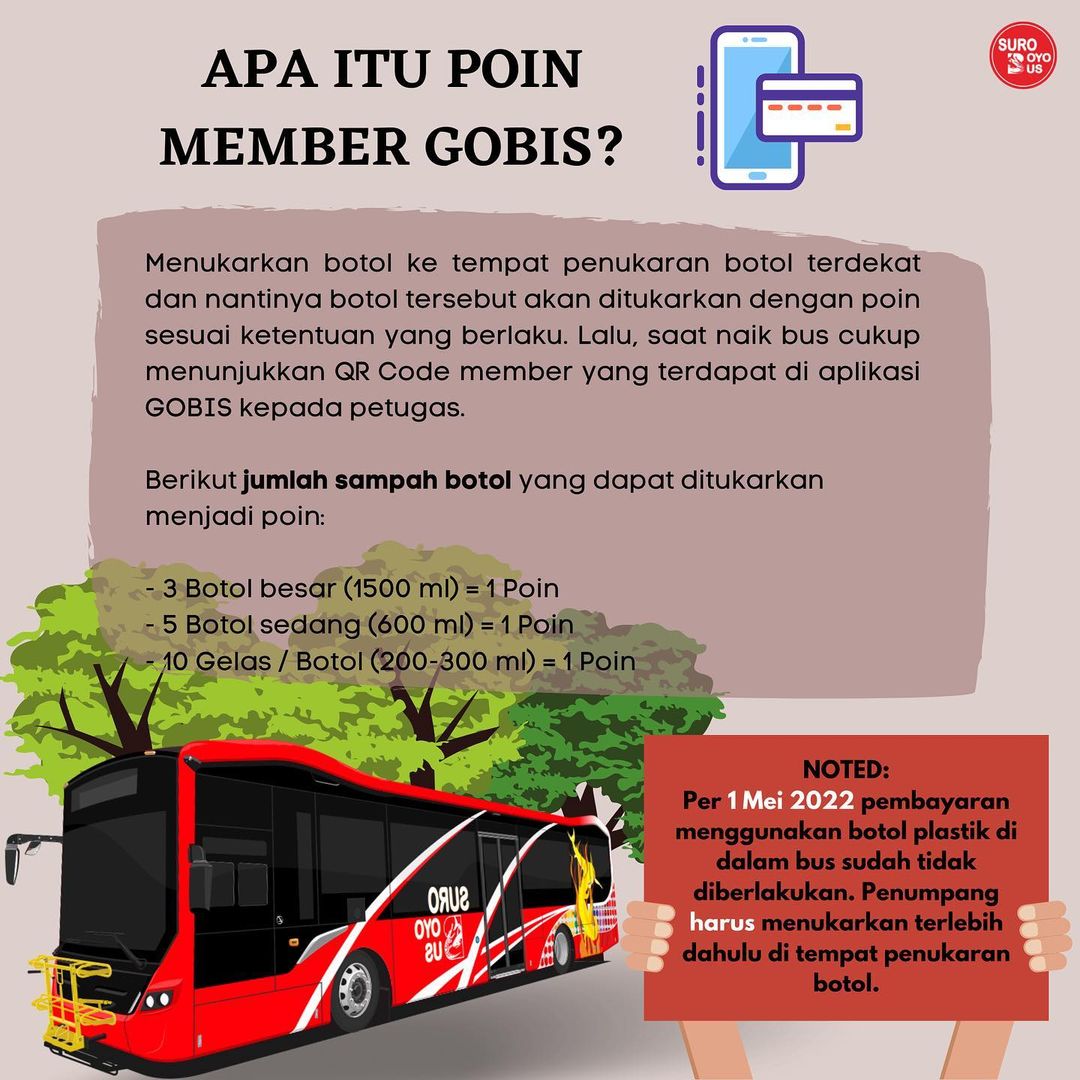 APA ITU POIN
MEMBER GOBIS?
SURO
OYO
BUS
Menukarkan botol ke tempat penukaran botol terdekat
dan nantinya botol tersebut akan ditukarkan dengan poin
sesuai ketentuan yang berlaku. Lalu, saat naik bus cukup
menunjukkan QR Code member yang terdapat di aplikasi
GOBIS kepada petugas.
Berikut jumlah sampah botol yang dapat ditukarkan
menjadi poin:
- 3 Botol besar (1500 ml) = 1 Poin
- 5 Botol sedang (600 ml) = 1 Poin
- 10 Gelas / Botol (200-300 ml) = 1 Poin
SURO
OYO
US
NOTED:
Per 1 Mei 2022 pembayaran
menggunakan botol plastik di
dalam bus sudah tidak
diberlakukan. Penumpang
harus menukarkan terlebih
dahulu di tempat penukaran
botol.